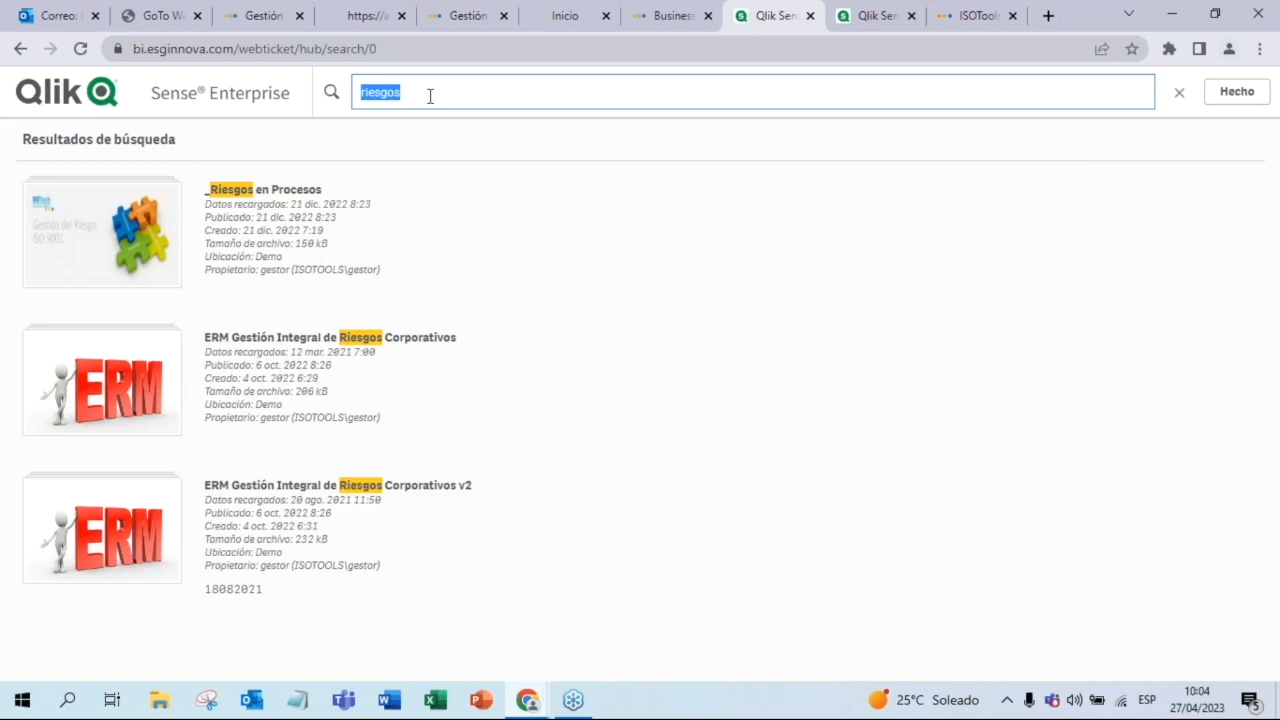 Correo:
GoTo We
Gestión
https://a
Gestión
Inicio
Business
Qlik Sen
Qlik Sen
ISOTools
bi.esginnova.com/webticket/hub/search/0
Qlik Sense® Enterprise
riesgos
Hecho
Resultados de búsqueda
Gestión del Riesgo
ISO 9001
_Riesgos en Procesos
Datos recargados: 21 dic. 2022 8:23
Publicado: 21 dic. 2022 8:23
Creado: 21 dic. 2022 7:19
Tamaño de archivo: 150 kB
Ubicación: Demo
Propietario: gestor (ISOTOOLS\gestor)
ERM
ERM Gestión Integral de Riesgos Corporativos
Datos recargados: 12 mar. 2021 7:00
Publicado: 6 oct. 2022 8:26
Creado: 4 oct. 2022 6:29
Tamaño de archivo: 206 kB
Ubicación: Demo
Propietario: gestor (ISOTOOLS\gestor)
ERM
ERM Gestión Integral de Riesgos Corporativos v2
Datos recargados: 20 ago. 2021 11:50
Publicado: 6 oct. 2022 8:26
Creado: 4 oct. 2022 6:31
Tamaño de archivo: 232 kB
Ubicación: Demo
Propietario: gestor (ISOTOOLS\gestor)
18082021
25°C Soleado
ESP
10:04
27/04/2023
5